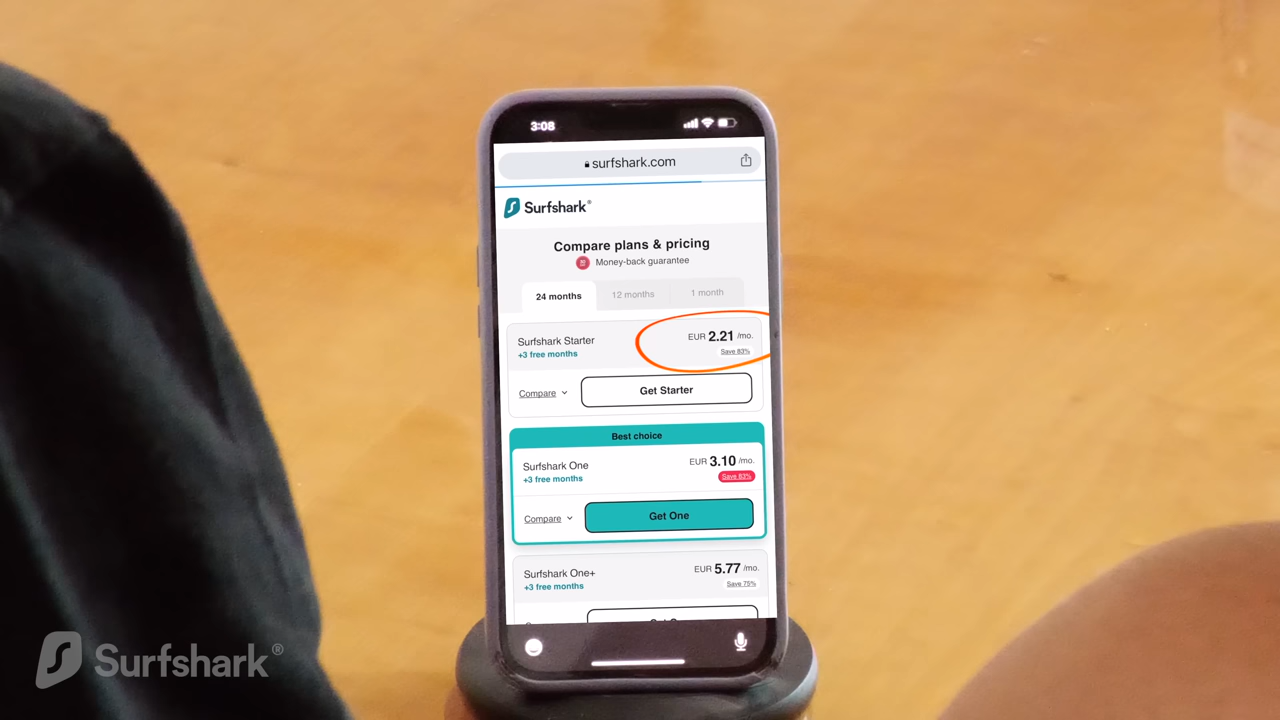 3:08
surfshark.com
Surfshark®
Compare plans & pricing
Money-back guarantee
24 months
12 months
1 month
Surfshark Starter
EUR 2.21 /mo.
+3 free months
Save 83%
Compare
Get Starter
Best choice
Surfshark One
EUR 3.10 /mo.
+3 free months
Save 83%
Compare
Get One
Surfshark One+
EUR 5.77 /mo.
+3 free months
Save 75%
Surfshark®